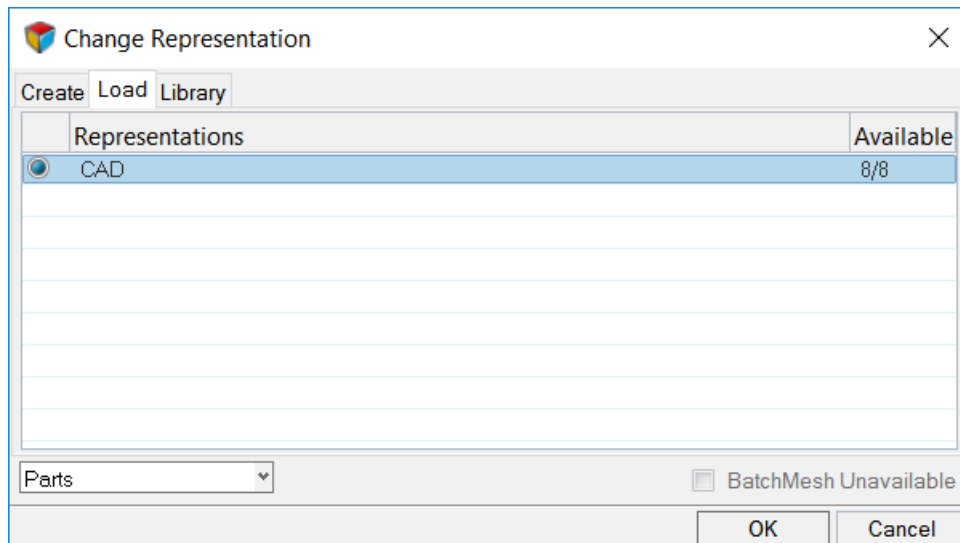 Change Representation
Create Load Library
Representations Available
CAD 8/8
Parts BatchMesh Unavailable
OK Cancel